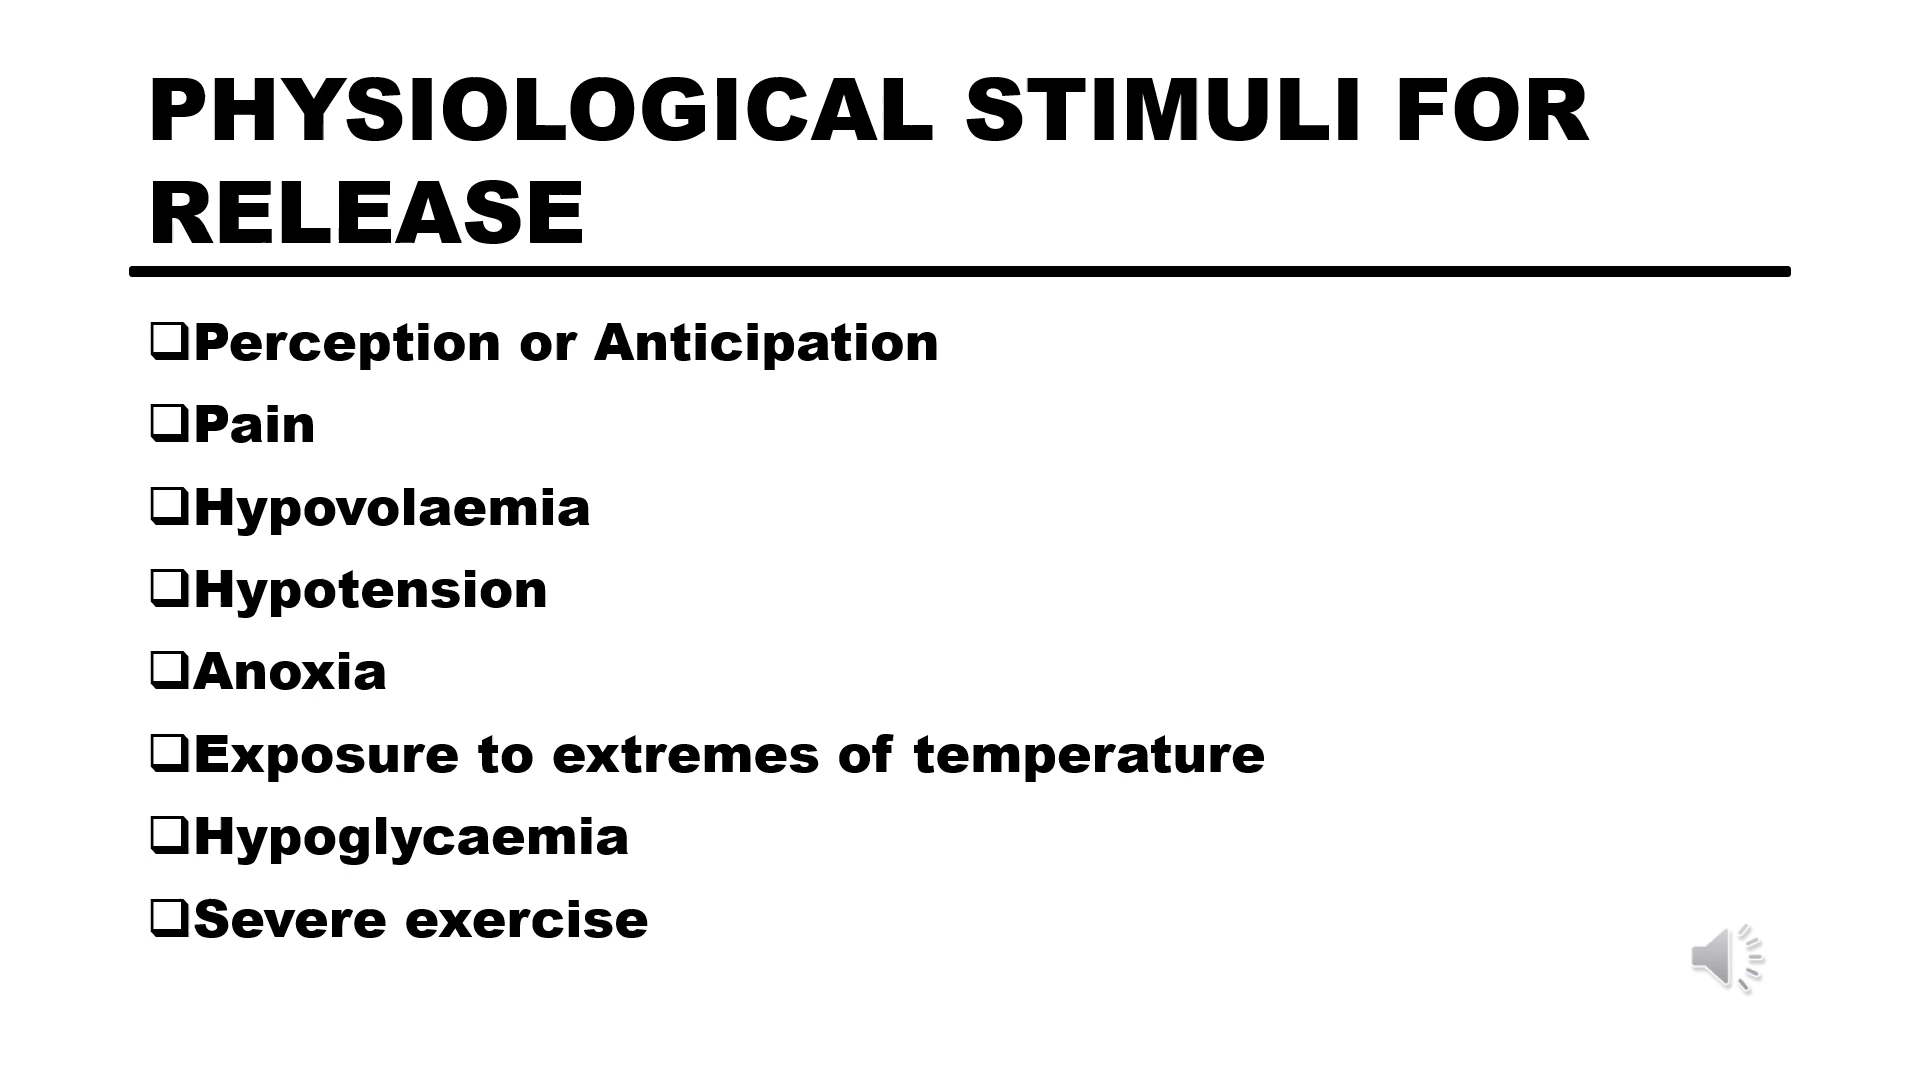 PHYSIOLOGICAL STIMULI FOR
RELEASE
❑Perception or Anticipation
❑Pain
❑Hypovolaemia
❑Hypotension
❑Anoxia
❑Exposure to extremes of temperature
❑Hypoglycaemia
❑Severe exercise